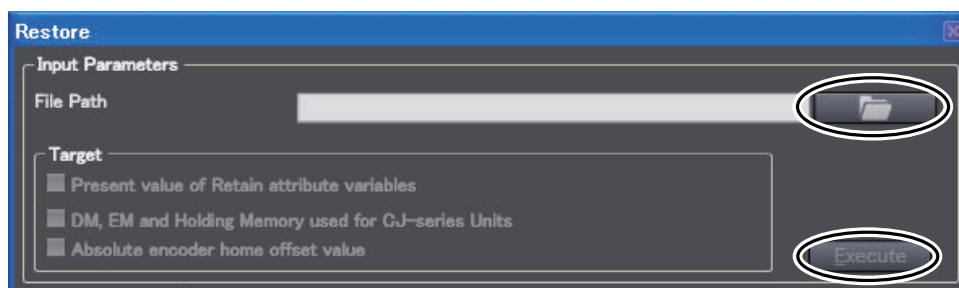 Restore
Input Parameters
File Path
Target
Present value of Retain attribute variables
DM, EM and Holding Memory used for CJ-series Units
Absolute encoder home offset value
Execute